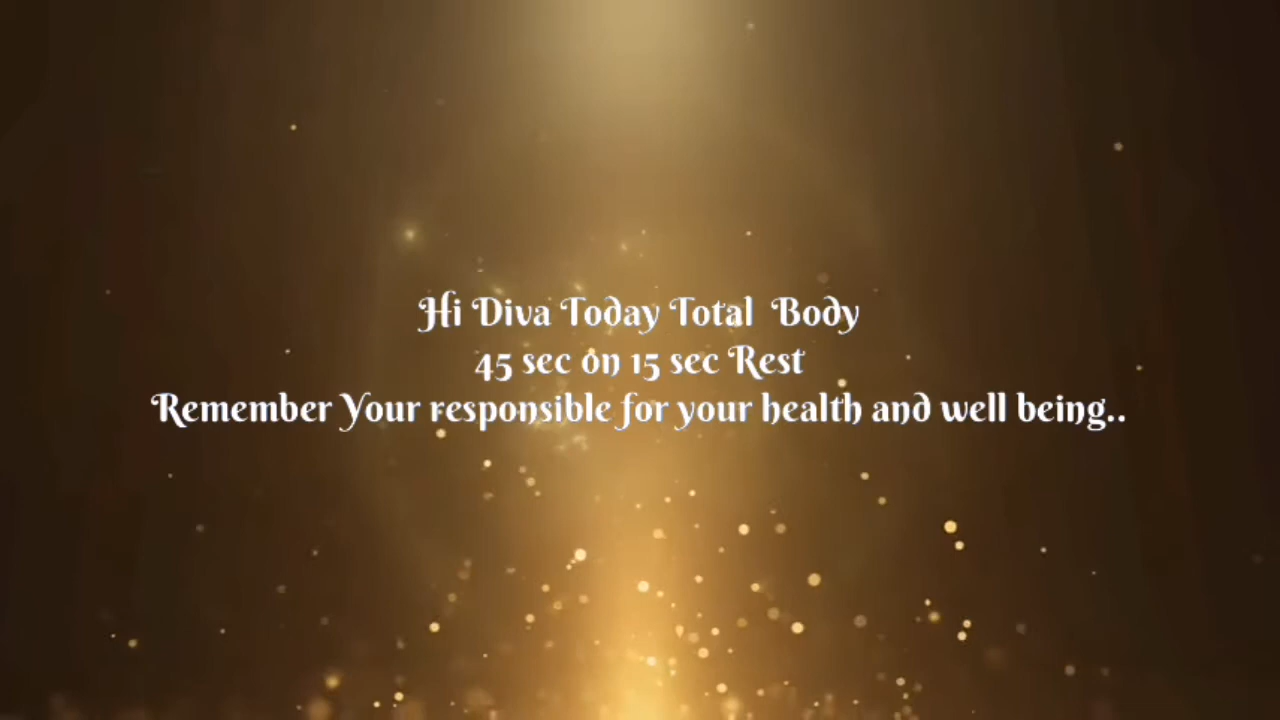 Hi Diva Today Total Body
45 sec on 15 sec Rest
Remember Your responsible for your health and well being..